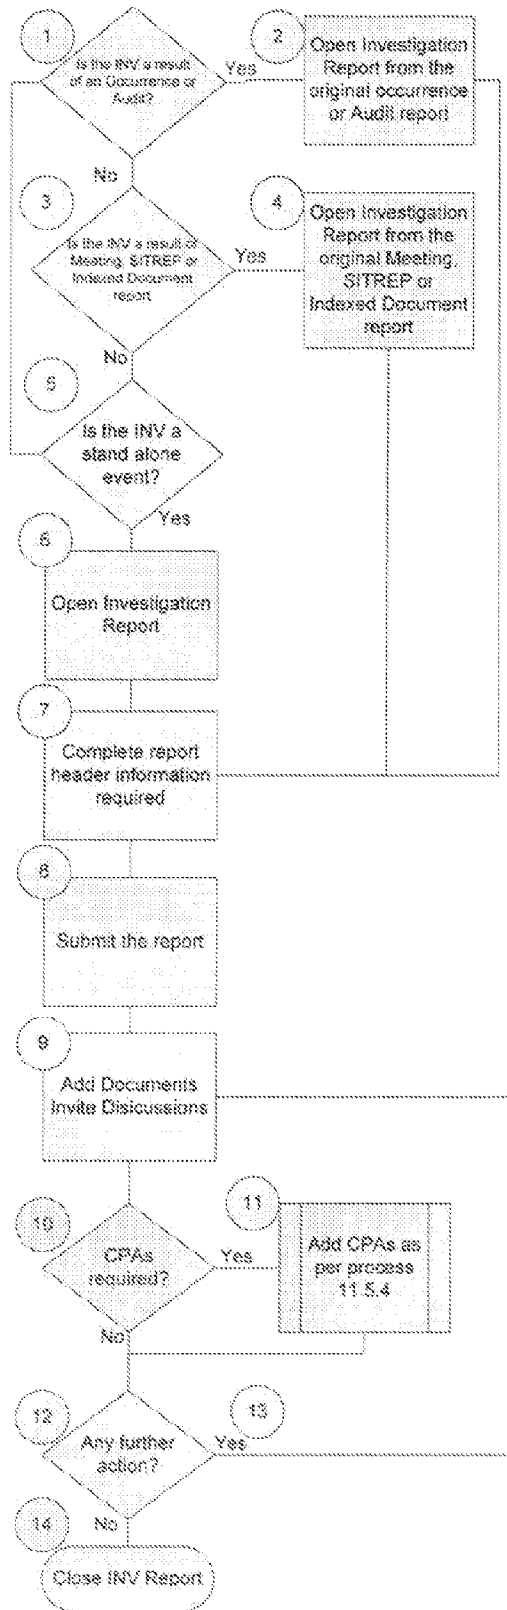 1
Is the INV a result
of an Occurrence or
Audit?
Yes
2
Open Investigation
Report from the
original occurrence
or Audit report
No
3
Is the INV a result of
Meeting, SITREP or
Indexed Document
report
Yes
4
Open Investigation
Report from the
original Meeting,
SITREP or
Indexed Document
report
No
5
Is the INV a
stand alone
event?
Yes
6
Open Investigation
Report
7
Complete report
header information
required
8
Submit the report
9
Add Documents
Invite Disicussions
10
CPAs
required?
Yes
11
Add CPAs as
per process
11.5.4
No
12
Any further
action?
Yes
13
No
14
Close INV Report